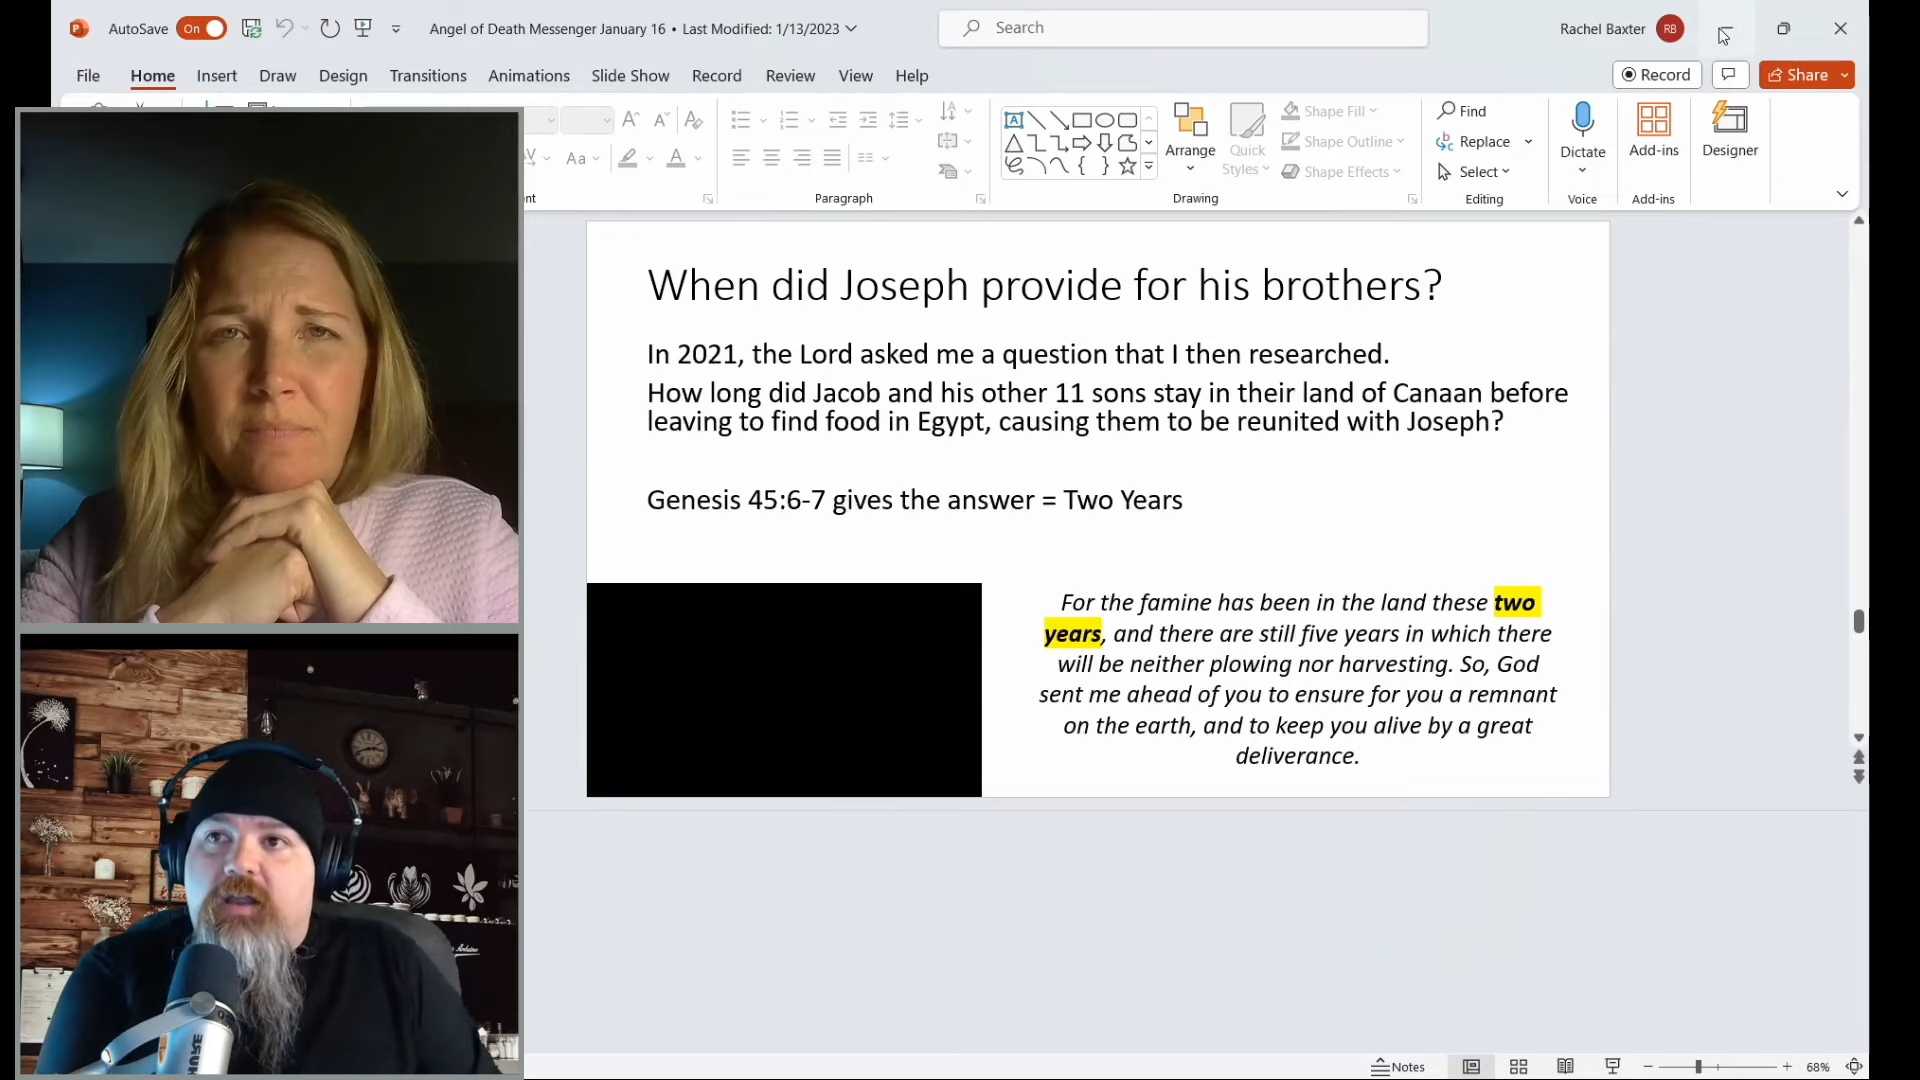 AutoSave On Angel of Death Messenger January 16 • Last Modified: 1/13/2023 Search Rachel Baxter RB
File Home Insert Draw Design Transitions Animations Slide Show Record Review View Help Record Share
Aa A Arrange Quick Styles Shape Fill Shape Outline Shape Effects Find Replace Select Dictate Add-ins Designer
Paragraph Drawing Editing Voice Add-ins
When did Joseph provide for his brothers?
In 2021, the Lord asked me a question that I then researched.
How long did Jacob and his other 11 sons stay in their land of Canaan before
leaving to find food in Egypt, causing them to be reunited with Joseph?
Genesis 45:6-7 gives the answer = Two Years
For the famine has been in the land these two
years, and there are still five years in which there
will be neither plowing nor harvesting. So, God
sent me ahead of you to ensure for you a remnant
on the earth, and to keep you alive by a great
deliverance.
SHURE
Notes 68%